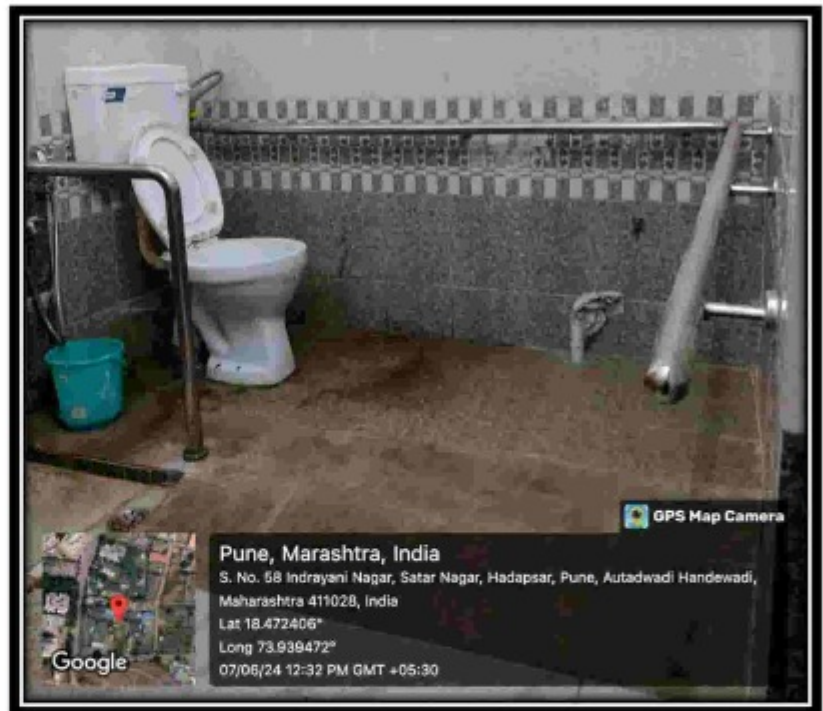 GPS Map Camera
Pune, Marashtra, India
S. No. 58 Indrayani Nagar, Satar Nagar, Hadapsar, Pune, Autadwadi Handewadi,
Maharashtra 411028, India
Lat 18.472406°
Long 73.939472°
07/06/24 12:32 PM GMT +05:30
Google